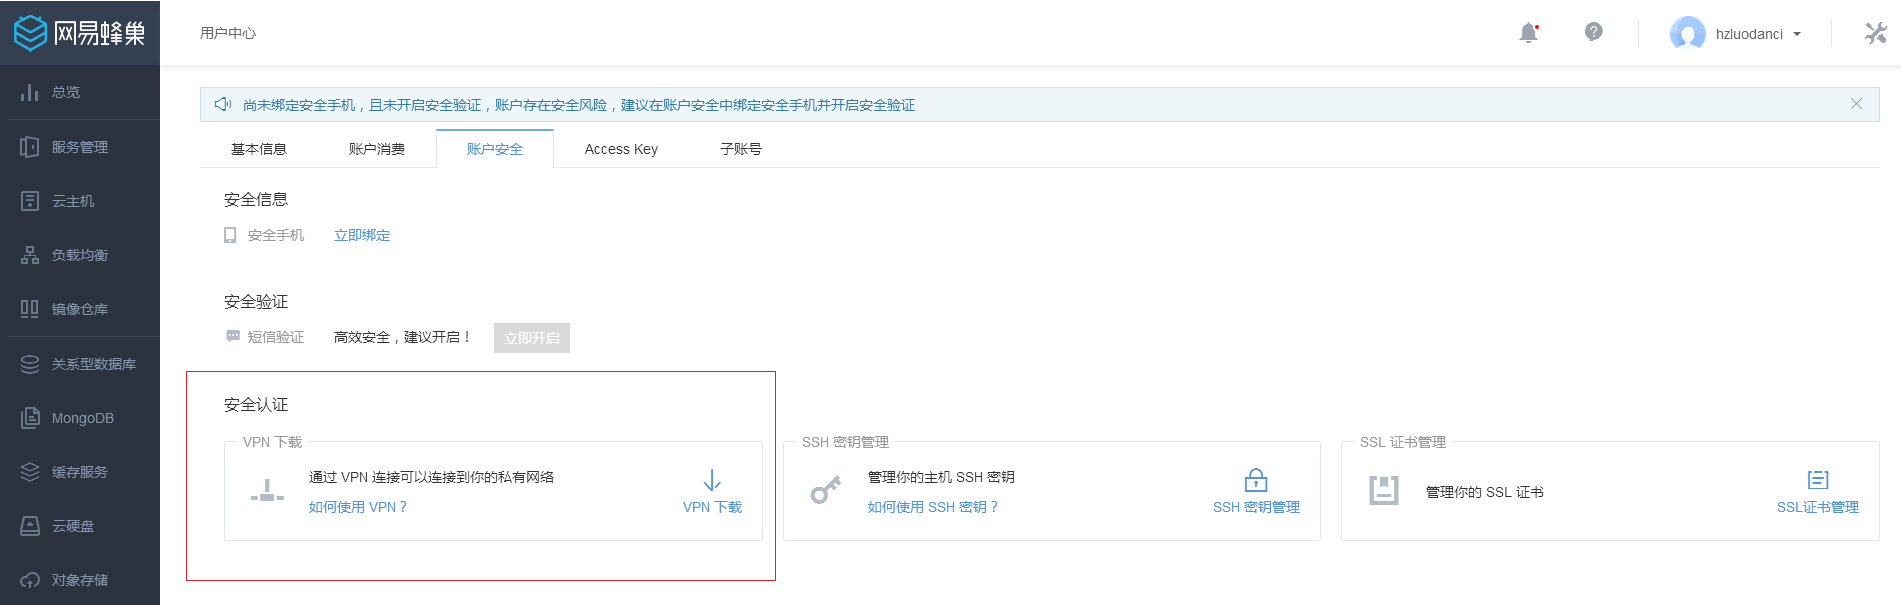 网易蜂巢
用户中心
hzluodanci
总览
服务管理
云主机
负载均衡
镜像仓库
关系型数据库
MongoDB
缓存服务
云硬盘
对象存储
尚未绑定安全手机，且未开启安全验证，账户存在安全风险，建议在账户安全中绑定安全手机并开启安全验证
基本信息 账户消费 账户安全 Access Key 子账号
安全信息
安全手机 立即绑定
安全验证
短信验证 高效安全，建议开启！ 立即开启
安全认证
VPN 下载
通过 VPN 连接可以连接到你的私有网络
如何使用 VPN？
VPN 下载
SSH 密钥管理
管理你的主机 SSH 密钥
如何使用 SSH 密钥？
SSH 密钥管理
SSL 证书管理
管理你的 SSL 证书
SSL证书管理